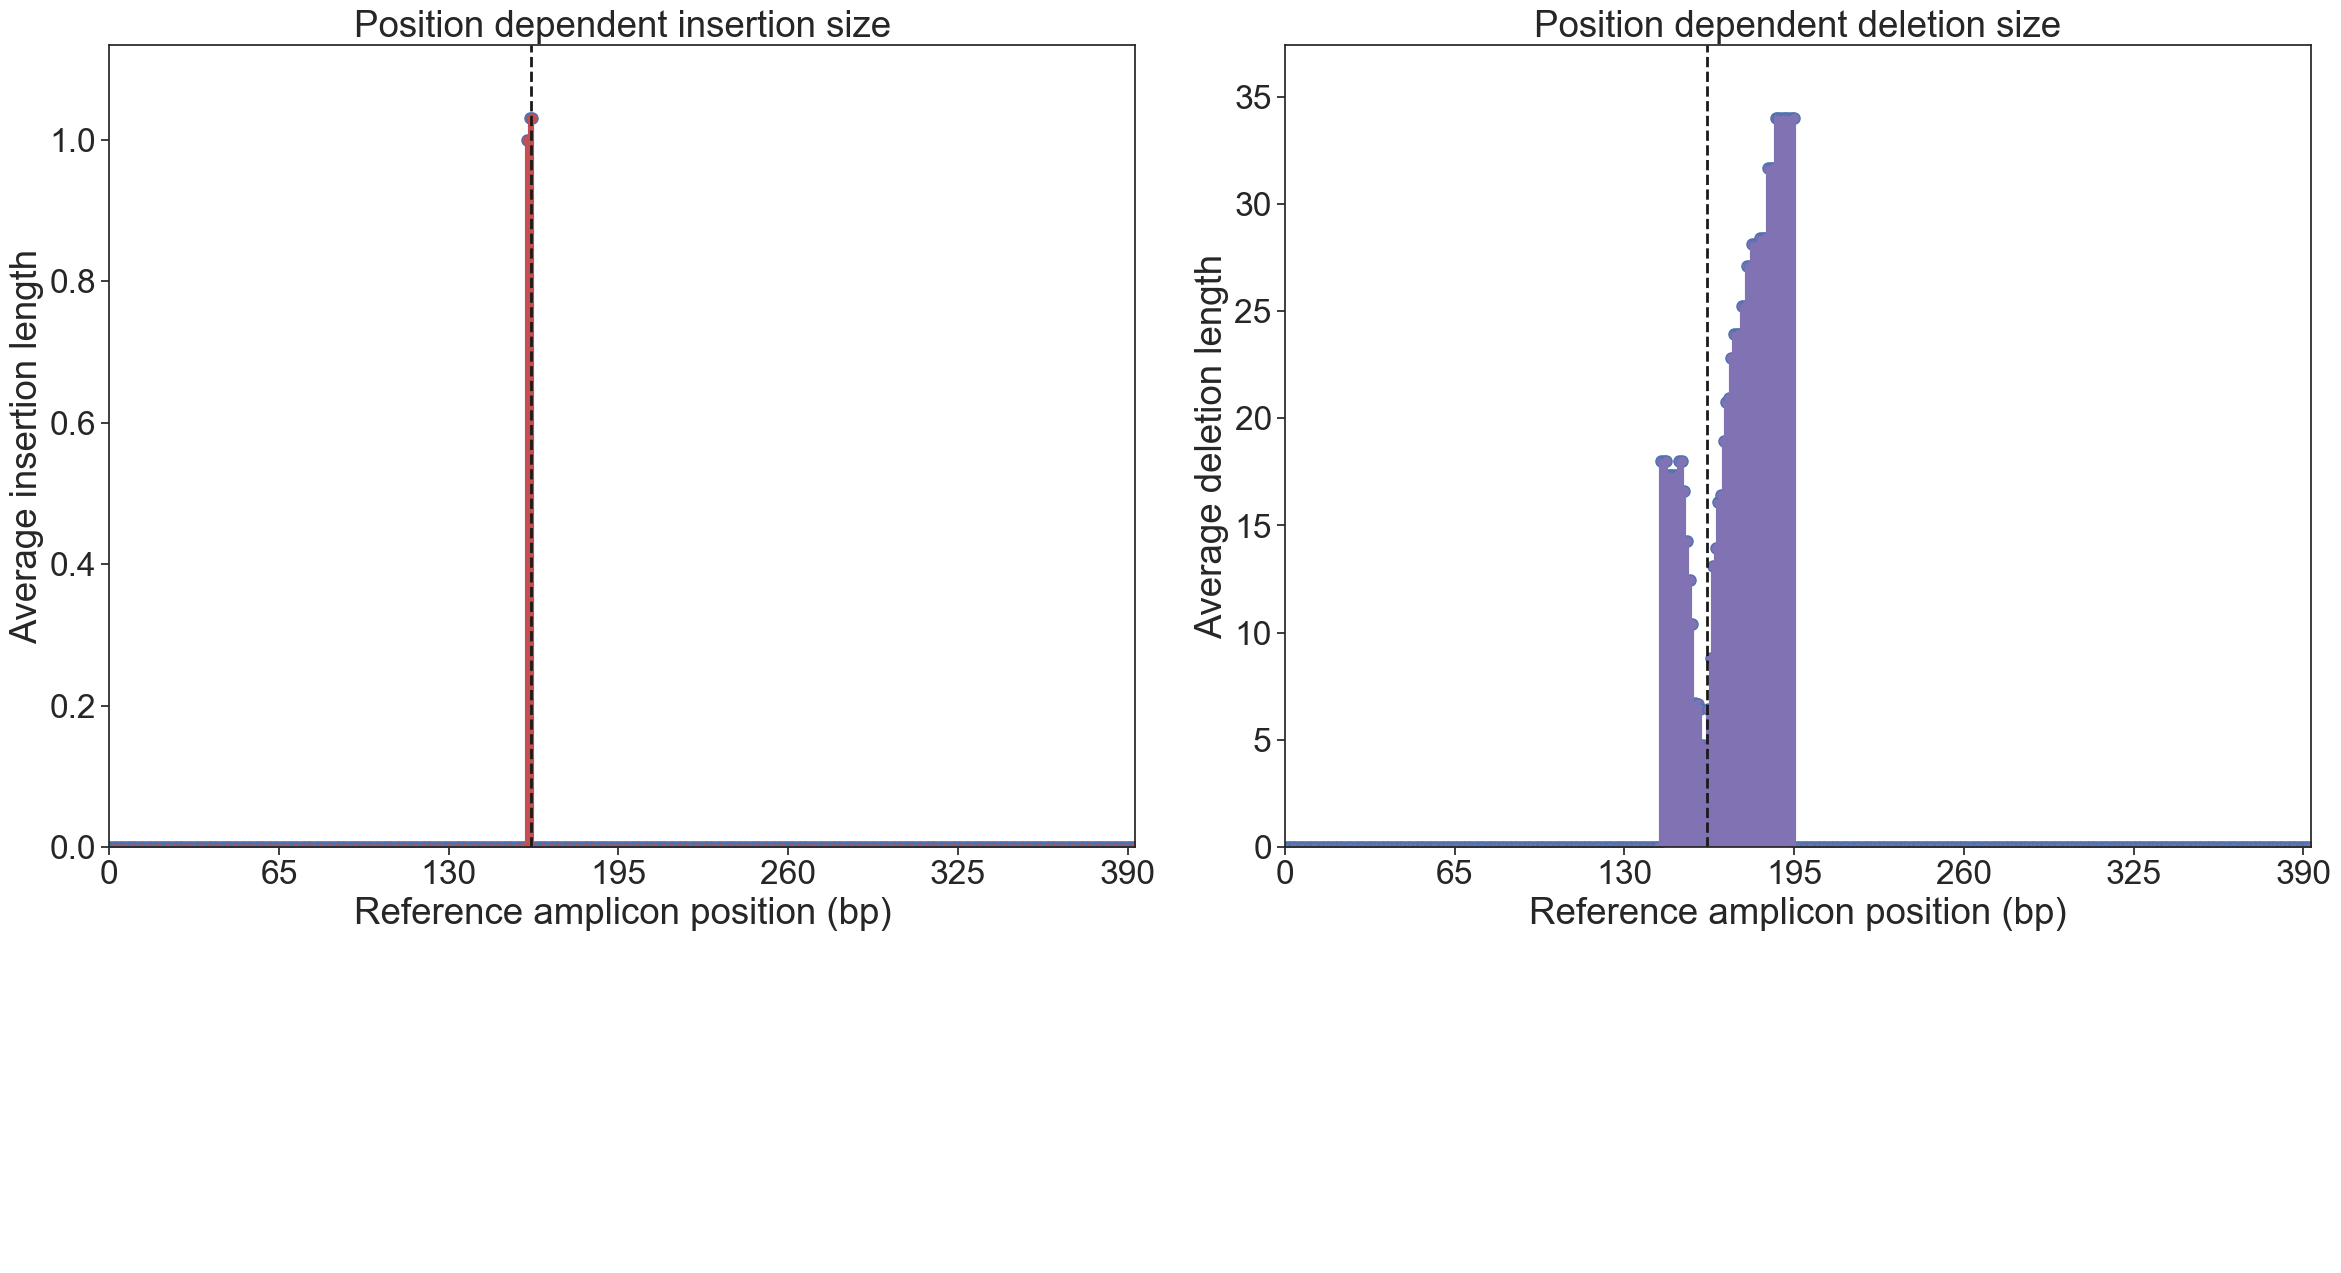 Position dependent insertion size
Average insertion length
1.0
0.8
0.6
0.4
0.2
0.0
0 65 130 195 260 325 390
Reference amplicon position (bp)
Position dependent deletion size
Average deletion length
35
30
25
20
15
10
5
0
0 65 130 195 260 325 390
Reference amplicon position (bp)